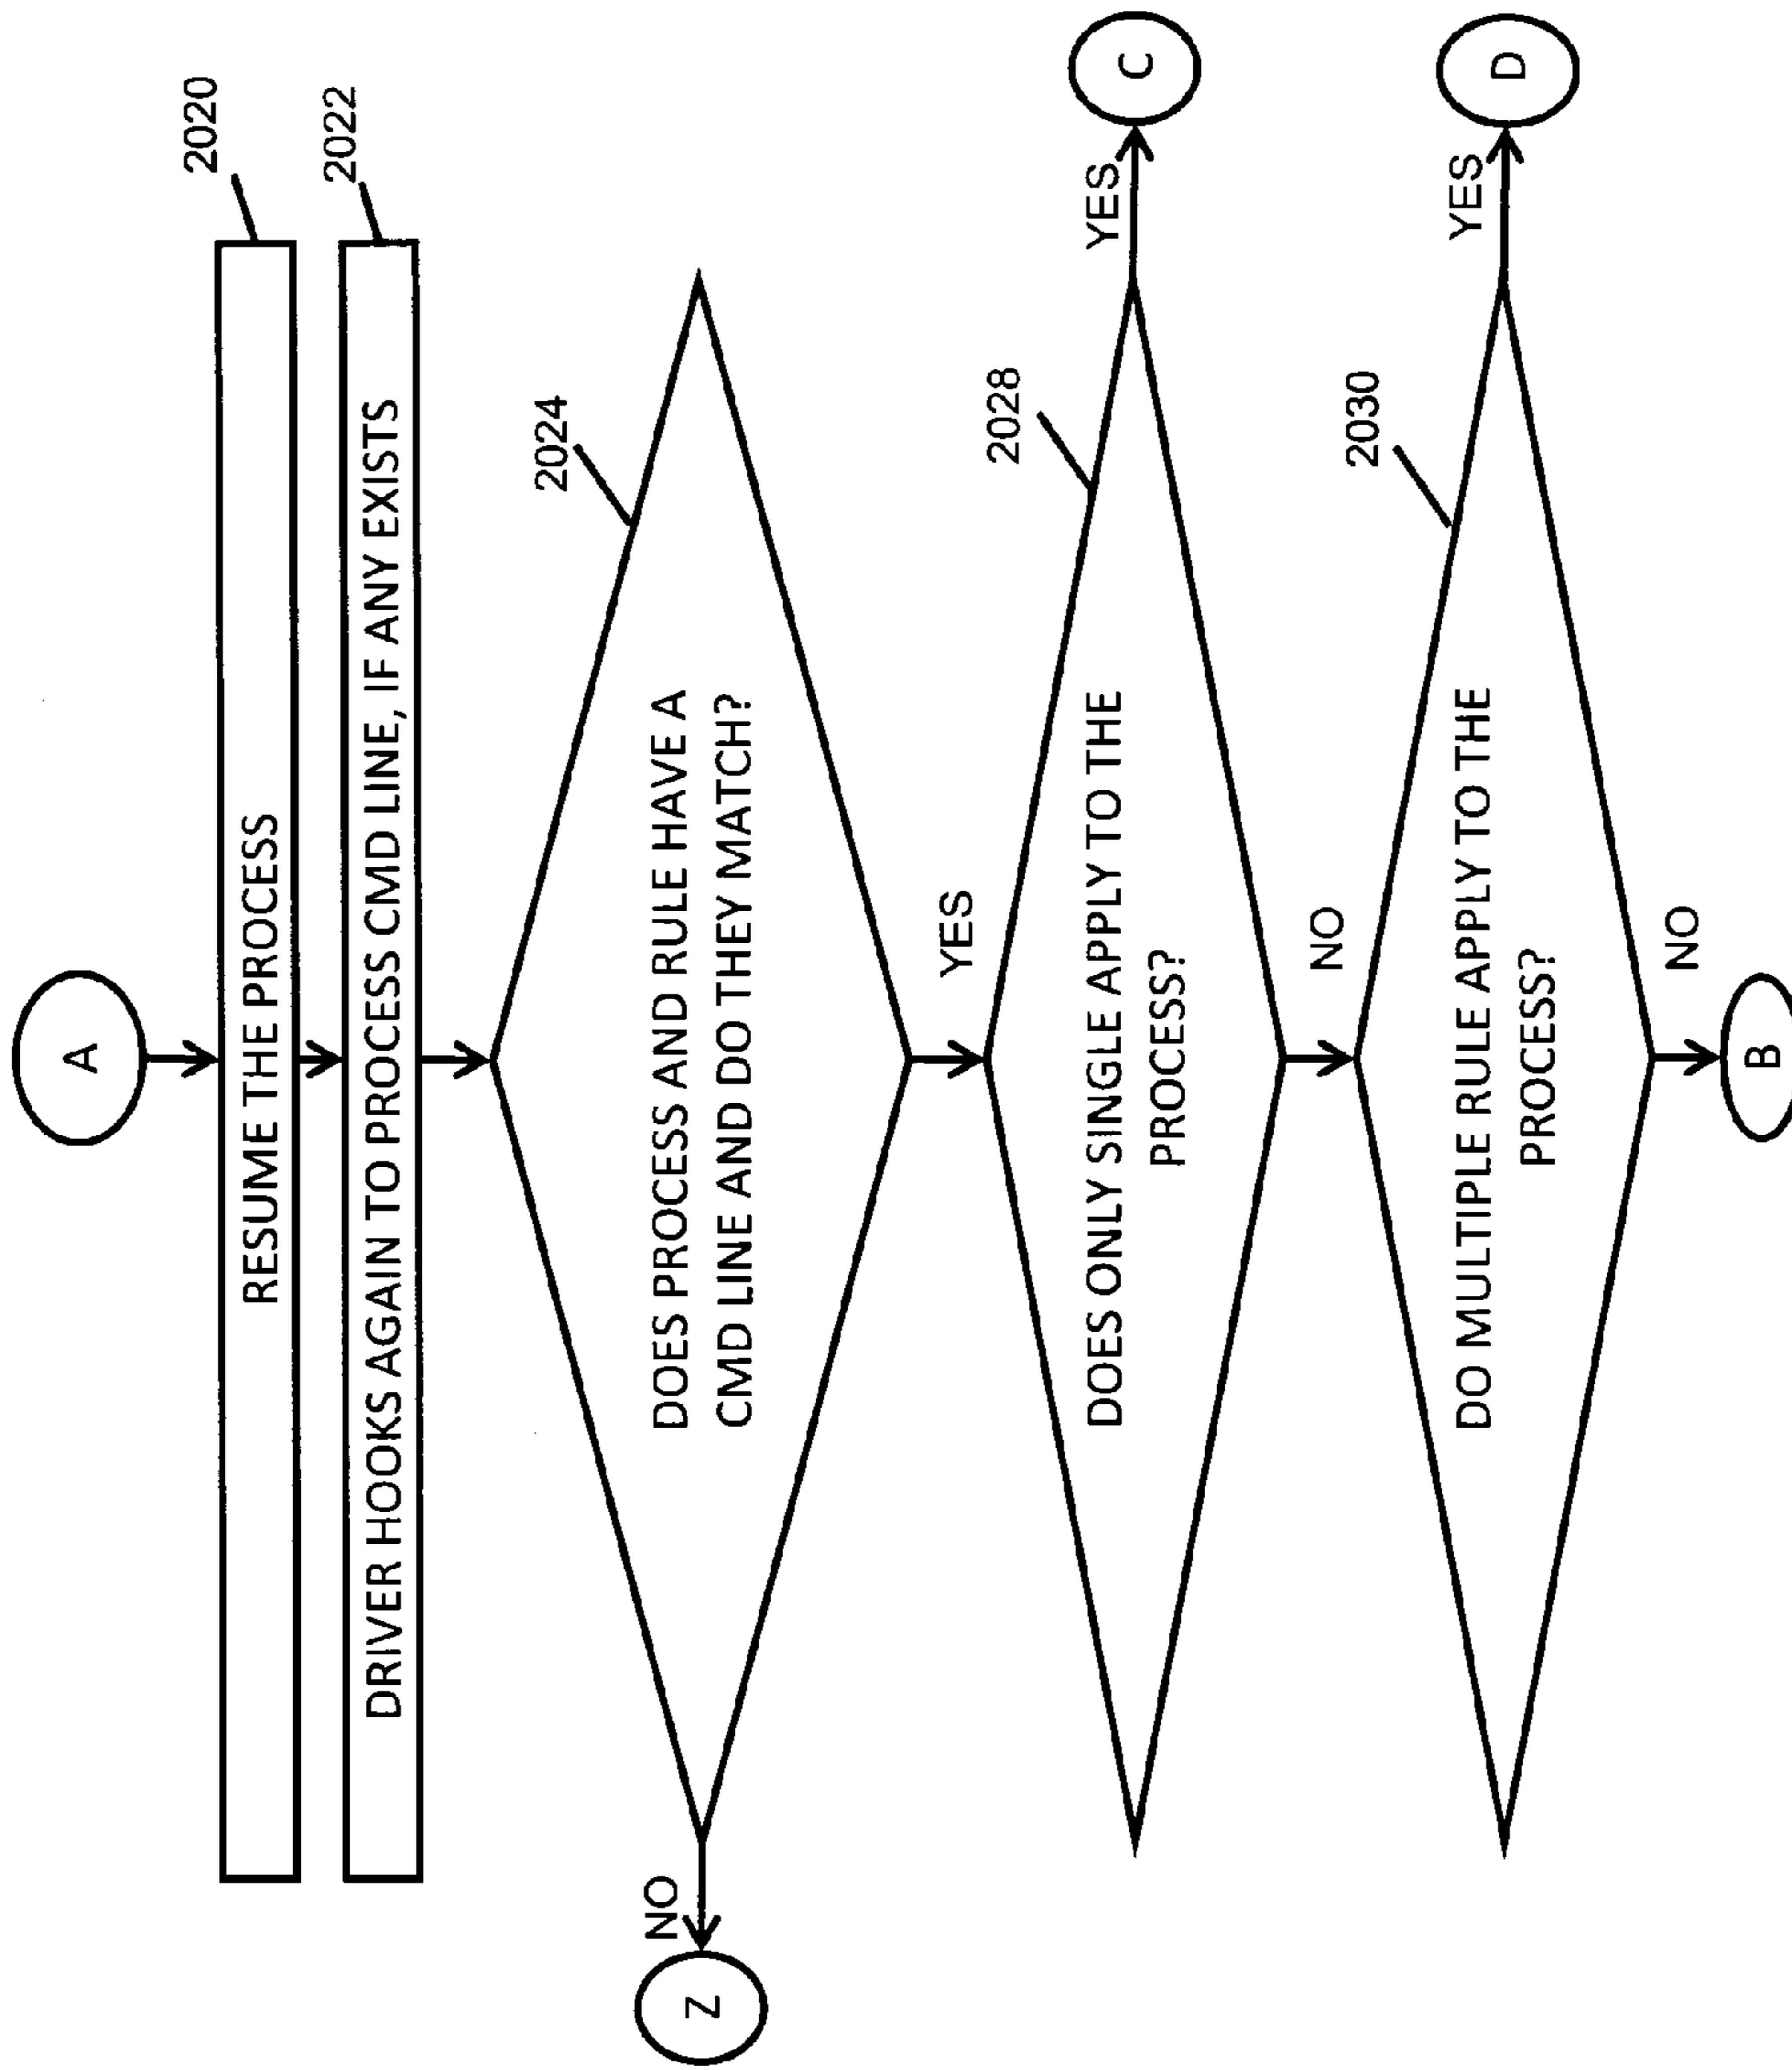 A
RESUME THE PROCESS
2020
DRIVER HOOKS AGAIN TO PROCESS CMD LINE, IF ANY EXISTS
2022
2024
DOES PROCESS AND RULE HAVE A
CMD LINE AND DO THEY MATCH?
NO
Z
YES
2028
DOES ONLY SINGLE APPLY TO THE
PROCESS?
YES
C
NO
2030
DO MULTIPLE RULE APPLY TO THE
PROCESS?
YES
D
NO
B